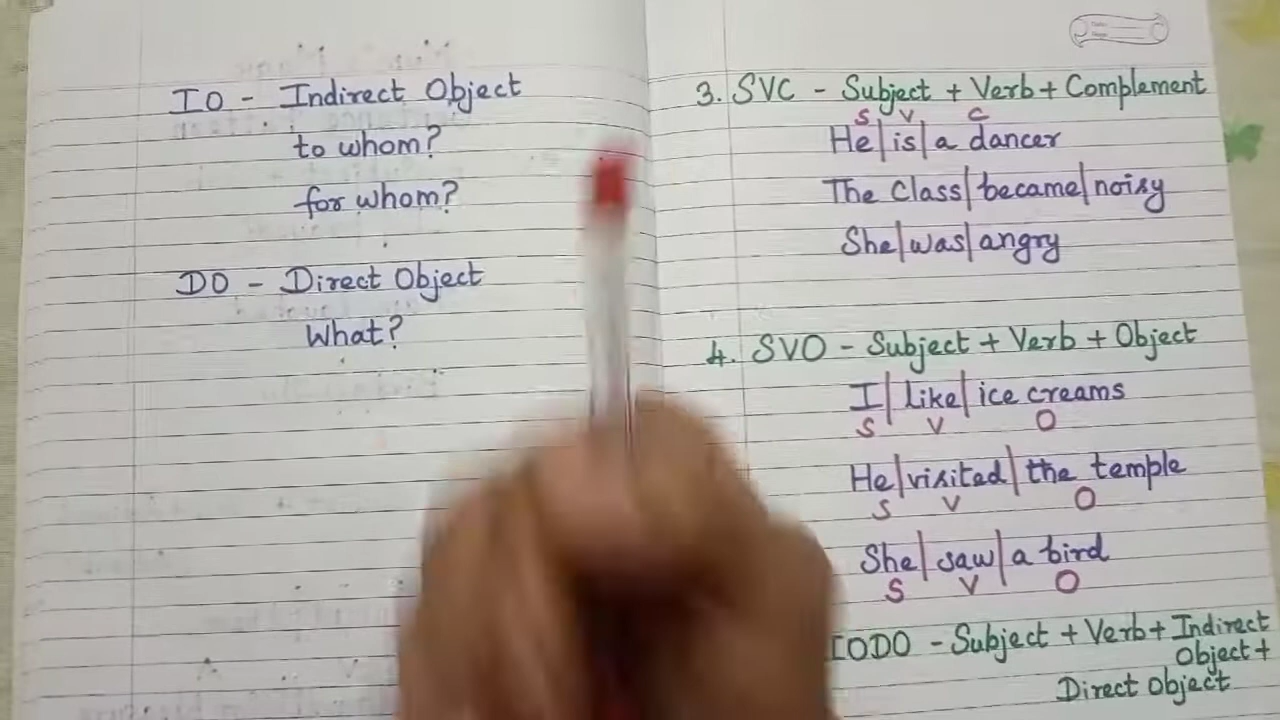 IO - Indirect Object
to whom?
for whom?
DO - Direct Object
What?
3. SVC - Subject + Verb + Complement
S V C
He | is | a dancer
The Class | became | noisy
She | was | angry
4. SVO - Subject + Verb + Object
I | like | ice creams
S V O
He | visited | the temple
S V O
She | saw | a bird
S V O
IODO - Subject + Verb + Indirect
Object +
Direct Object